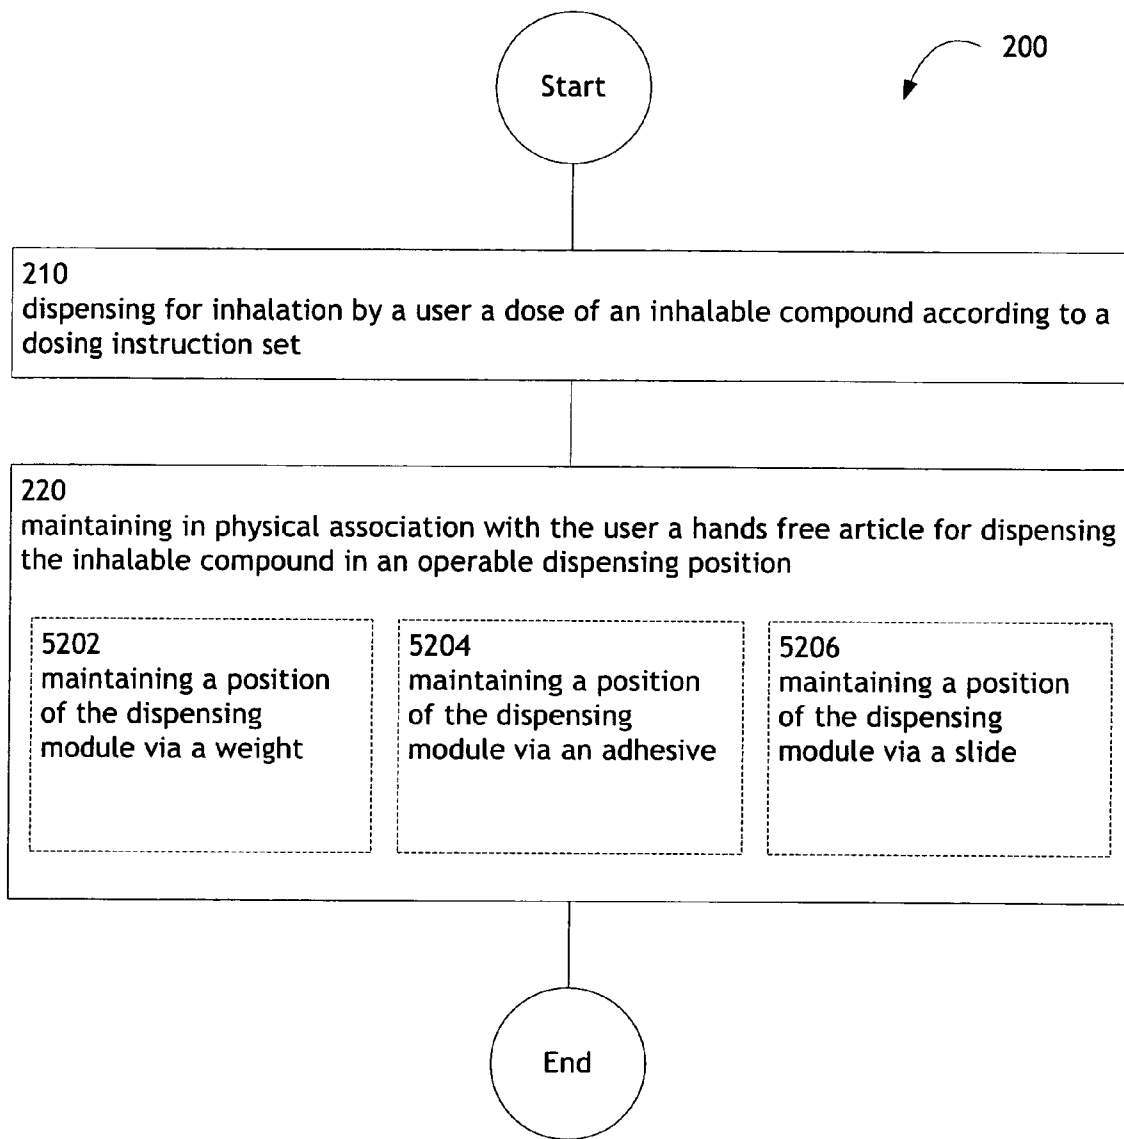 Start
200
210
dispensing for inhalation by a user a dose of an inhalable compound according to a
dosing instruction set
220
maintaining in physical association with the user a hands free article for dispensing
the inhalable compound in an operable dispensing position
5202
maintaining a position
of the dispensing
module via a weight
5204
maintaining a position
of the dispensing
module via an adhesive
5206
maintaining a position
of the dispensing
module via a slide
End